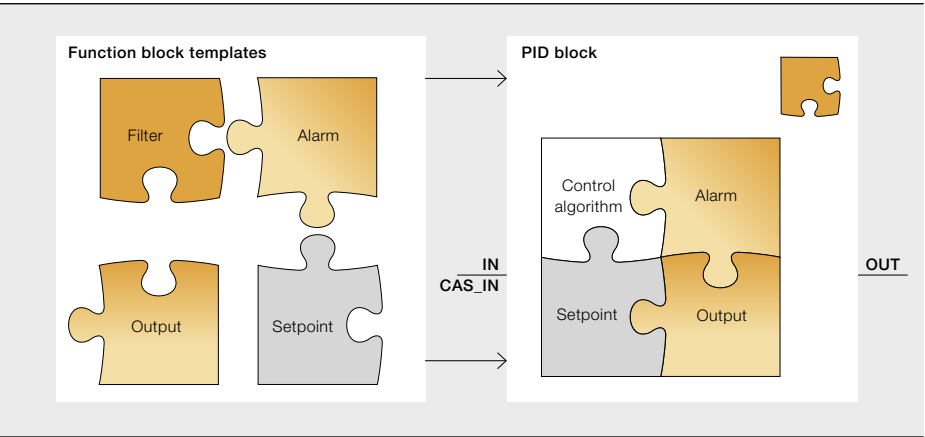 Function block templates
Filter
Alarm
Output
Setpoint
PID block
IN
CAS_IN
Control
algorithm
Alarm
Setpoint
Output
OUT